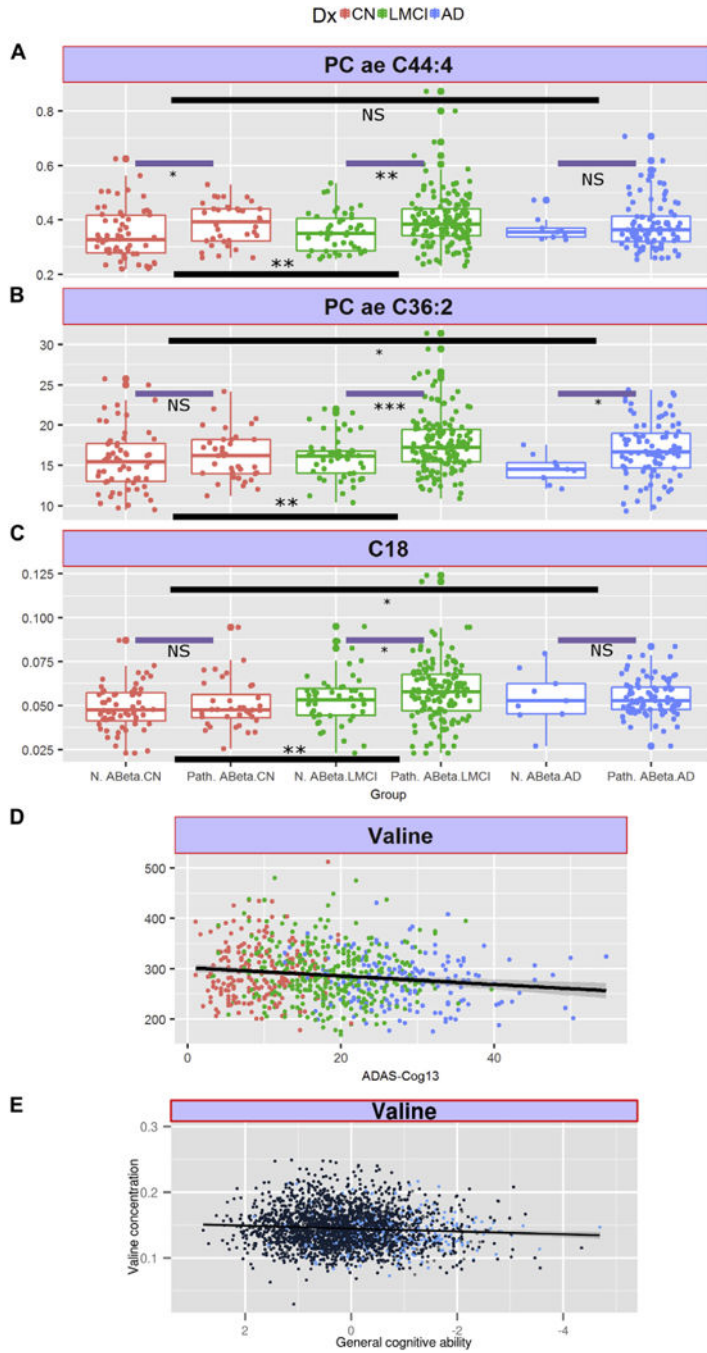 Dx CN LMCI AD
A
PC ae C44:4
0.8
NS
0.6
* ** NS
0.4
**
0.2
B
PC ae C36:2
30
*
25
NS *** *
20
15
**
10
C
C18
0.125
0.100
*
NS * NS
0.075
0.050
0.025
**
N. ABeta.CN Path. ABeta.CN N. ABeta.LMCI Path. ABeta.LMCI N. ABeta.AD Path. ABeta.AD
Group
D
Valine
500
400
300
200
0 20 40
ADAS-Cog13
E
Valine
0.3
0.2
0.1
Valine concentration
2 0 -2 -4
General cognitive ability